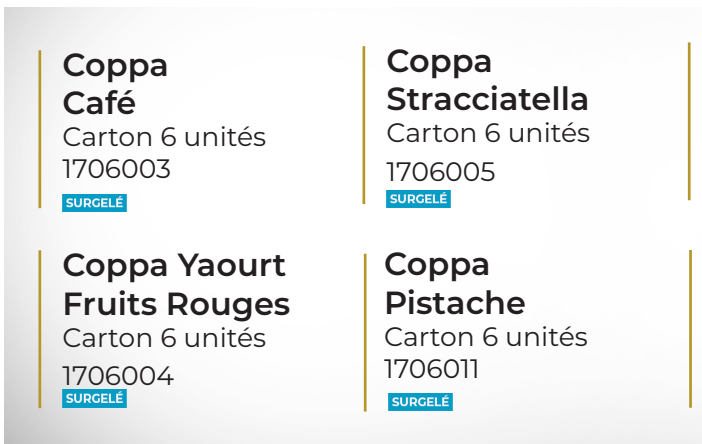 Coppa
Café
Carton 6 unités
1706003
SURGELÉ
Coppa
Stracciatella
Carton 6 unités
1706005
SURGELÉ
Coppa Yaourt
Fruits Rouges
Carton 6 unités
1706004
SURGELÉ
Coppa
Pistache
Carton 6 unités
1706011
SURGELÉ